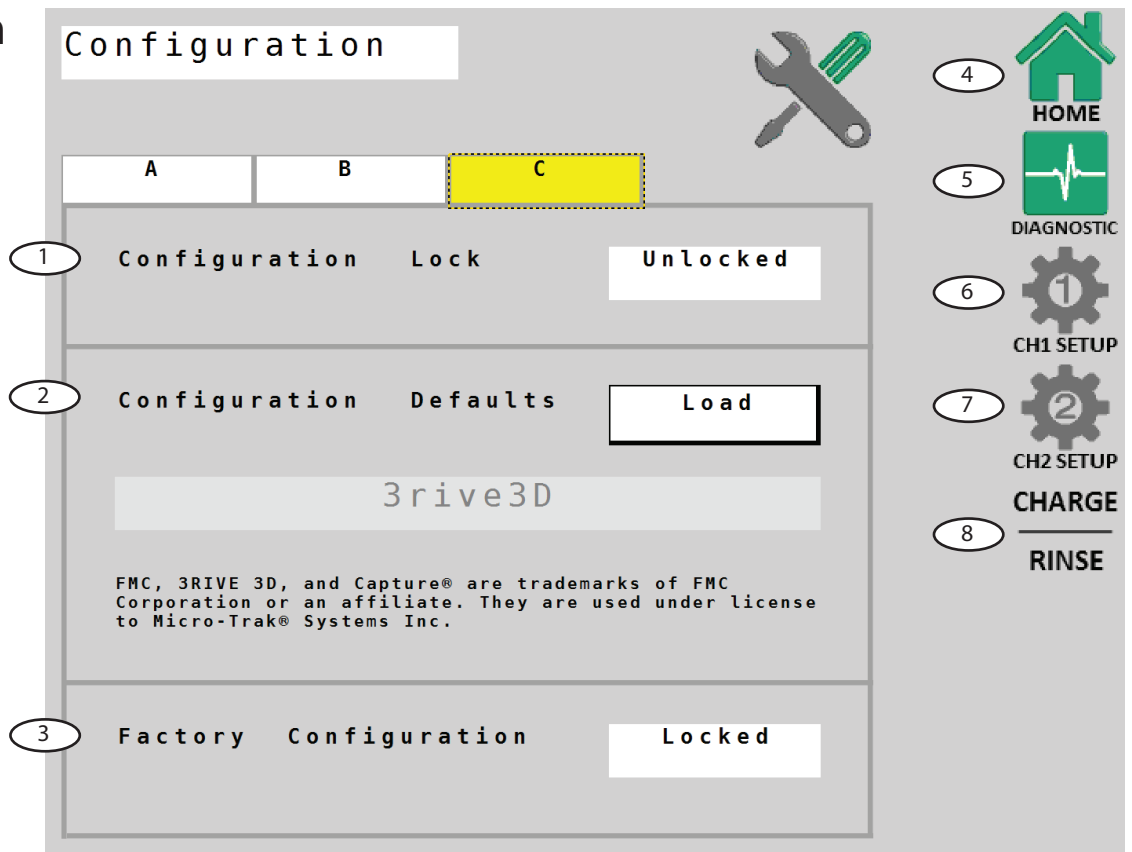 n
Configuration
A B C
1 Configuration Lock Unlocked
2 Configuration Defaults Load
3rive3D
FMC, 3RIVE 3D, and Capture® are trademarks of FMC
Corporation or an affiliate. They are used under license
to Micro-Trak® Systems Inc.
3 Factory Configuration Locked
4
HOME
5
DIAGNOSTIC
6
1
CH1 SETUP
7
2
CH2 SETUP
CHARGE
8
RINSE